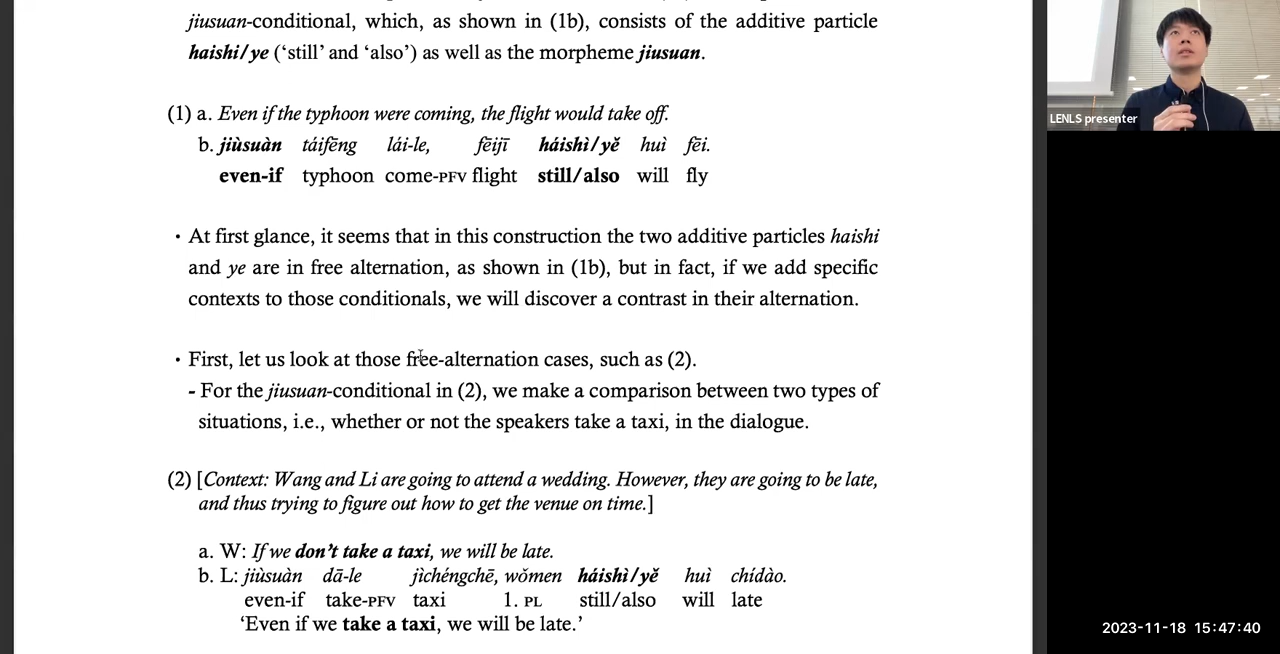 jiusuan-conditional, which, as shown in (1b), consists of the additive particle
haishi/ye (‘still’ and ‘also’) as well as the morpheme jiusuan.
(1) a. Even if the typhoon were coming, the flight would take off.
b. jiùsuàn táifēng lái-le, fēijī háishì/yě huì fēi.
even-if typhoon come-PFV flight still/also will fly
• At first glance, it seems that in this construction the two additive particles haishi
and ye are in free alternation, as shown in (1b), but in fact, if we add specific
contexts to those conditionals, we will discover a contrast in their alternation.
• First, let us look at those free-alternation cases, such as (2).
- For the jiusuan-conditional in (2), we make a comparison between two types of
situations, i.e., whether or not the speakers take a taxi, in the dialogue.
(2) [Context: Wang and Li are going to attend a wedding. However, they are going to be late,
and thus trying to figure out how to get the venue on time.]
a. W: If we don’t take a taxi, we will be late.
b. L: jiùsuàn dā-le jìchéngchē, wǒmen háishì/yě huì chídào.
even-if take-PFV taxi 1. PL still/also will late
‘Even if we take a taxi, we will be late.’
LENLS presenter
2023-11-18 15:47:40